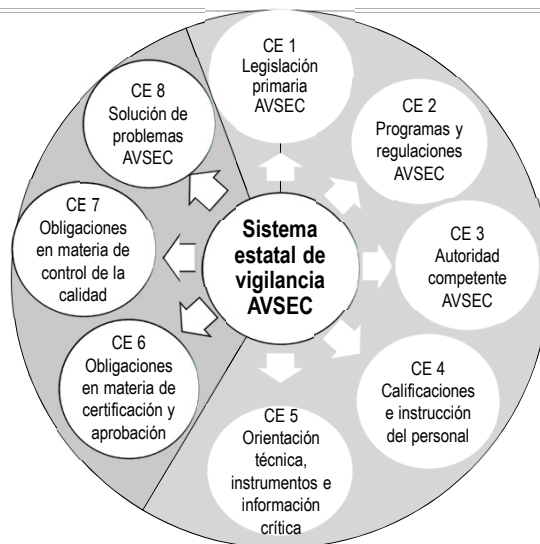 CE 1
Legislación
primaria
AVSEC
CE 2
Programas y
regulaciones
AVSEC
CE 3
Autoridad
competente
AVSEC
CE 4
Calificaciones
e instrucción
del personal
CE 5
Orientación
técnica,
instrumentos e
información
crítica
CE 6
Obligaciones
en materia de
certificación y
aprobación
CE 7
Obligaciones
en materia de
control de la
calidad
CE 8
Solución de
problemas
AVSEC
Sistema
estatal de
vigilancia
AVSEC